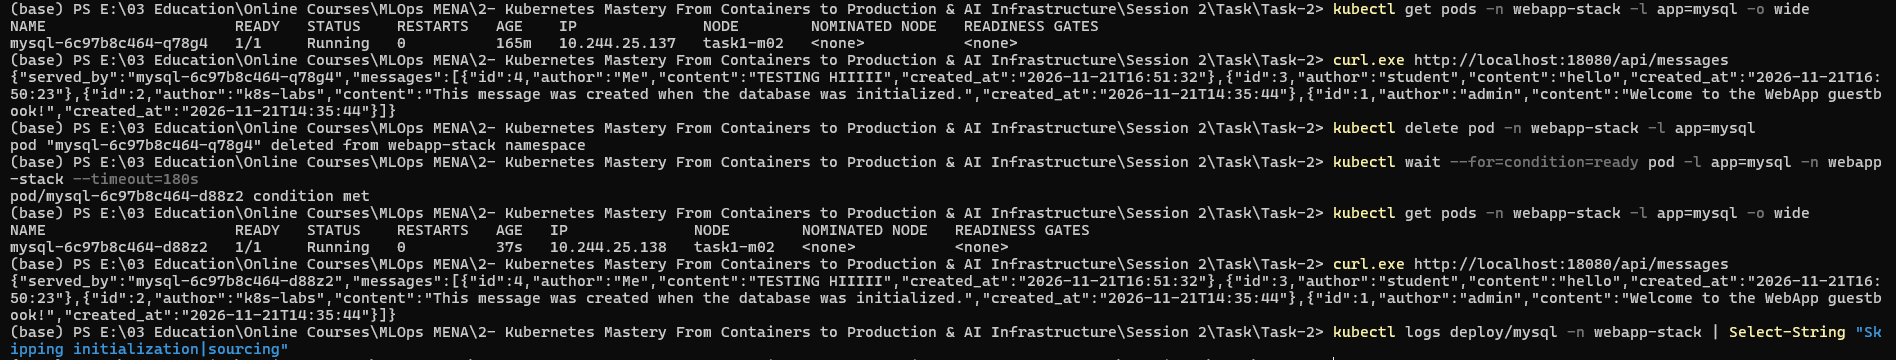 (base) PS E:\03 Education\Online Courses\MLOps MENA\2- Kubernetes Mastery From Containers to Production & AI Infrastructure\Session 2\Task\Task-2> kubectl get pods -n webapp-stack -l app=mysql -o wide
NAME READY STATUS RESTARTS AGE IP NODE NOMINATED NODE READINESS GATES
mysql-6c97b8c464-q78g4 1/1 Running 0 165m 10.244.25.137 task1-m02 <none> <none>
(base) PS E:\03 Education\Online Courses\MLOps MENA\2- Kubernetes Mastery From Containers to Production & AI Infrastructure\Session 2\Task\Task-2> curl.exe http://localhost:18080/api/messages
{"served_by":"mysql-6c97b8c464-q78g4","messages":[{"id":4,"author":"Me","content":"TESTING HIIIII","created_at":"2026-11-21T16:51:32"},{"id":3,"author":"student","content":"hello","created_at":"2026-11-21T16:
50:23"},{"id":2,"author":"k8s-labs","content":"This message was created when the database was initialized.","created_at":"2026-11-21T14:35:44"},{"id":1,"author":"admin","content":"Welcome to the WebApp guestb
ook!","created_at":"2026-11-21T14:35:44"}]}
(base) PS E:\03 Education\Online Courses\MLOps MENA\2- Kubernetes Mastery From Containers to Production & AI Infrastructure\Session 2\Task\Task-2> kubectl delete pod -n webapp-stack -l app=mysql
pod "mysql-6c97b8c464-q78g4" deleted from webapp-stack namespace
(base) PS E:\03 Education\Online Courses\MLOps MENA\2- Kubernetes Mastery From Containers to Production & AI Infrastructure\Session 2\Task\Task-2> kubectl wait --for=condition=ready pod -l app=mysql -n webapp
-stack --timeout=180s
pod/mysql-6c97b8c464-d88z2 condition met
(base) PS E:\03 Education\Online Courses\MLOps MENA\2- Kubernetes Mastery From Containers to Production & AI Infrastructure\Session 2\Task\Task-2> kubectl get pods -n webapp-stack -l app=mysql -o wide
NAME READY STATUS RESTARTS AGE IP NODE NOMINATED NODE READINESS GATES
mysql-6c97b8c464-d88z2 1/1 Running 0 37s 10.244.25.138 task1-m02 <none> <none>
(base) PS E:\03 Education\Online Courses\MLOps MENA\2- Kubernetes Mastery From Containers to Production & AI Infrastructure\Session 2\Task\Task-2> curl.exe http://localhost:18080/api/messages
{"served_by":"mysql-6c97b8c464-d88z2","messages":[{"id":4,"author":"Me","content":"TESTING HIIIII","created_at":"2026-11-21T16:51:32"},{"id":3,"author":"student","content":"hello","created_at":"2026-11-21T16:
50:23"},{"id":2,"author":"k8s-labs","content":"This message was created when the database was initialized.","created_at":"2026-11-21T14:35:44"},{"id":1,"author":"admin","content":"Welcome to the WebApp guestb
ook!","created_at":"2026-11-21T14:35:44"}]}
(base) PS E:\03 Education\Online Courses\MLOps MENA\2- Kubernetes Mastery From Containers to Production & AI Infrastructure\Session 2\Task\Task-2> kubectl logs deploy/mysql -n webapp-stack | Select-String "Sk
ipping initialization|sourcing"